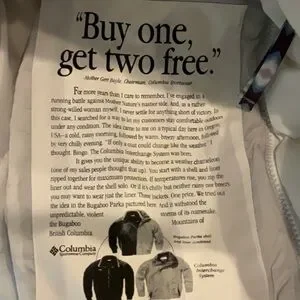 "Buy one,
get two free."
Mother Gert Boyle, Chairman, Columbia Sportswear
For more years than I care to remember, I've engaged in a
running battle against Mother Nature's nastier side. And, as a rather
strong-willed woman myself, I never settle for anything short of victory. In
this case, I searched for a way to let our customers stay comfortable outdoors
under any condition. The idea came to me on a typical day here in Oregon,
USA-a cold, rainy morning, followed by warm, breezy afternoon, followed
by very chilly evening. "If only a coat could change like the weather," I
thought. Bingo. The Columbia Interchange System was born.
It gives you the unique ability to become a weather chameleon
(one of my sales people thought that up). You start with a shell and liner
zipped together for maximum protection. If temperatures rise, you zip the
liner out and wear the shell solo. Or if it's chilly but neither rains nor breezy
you may want to wear just the liner. Three jackets. One price. We tried out
the idea in the Bugaboo Parka pictured here. And it withstood the
unpredictable, violent storms of its namesake,
the Bugaboo Mountains of
British Columbia.
Columbia
Sportswear Company
Bugaboo Parka shell
and liner combined
Columbia
Interchange
System